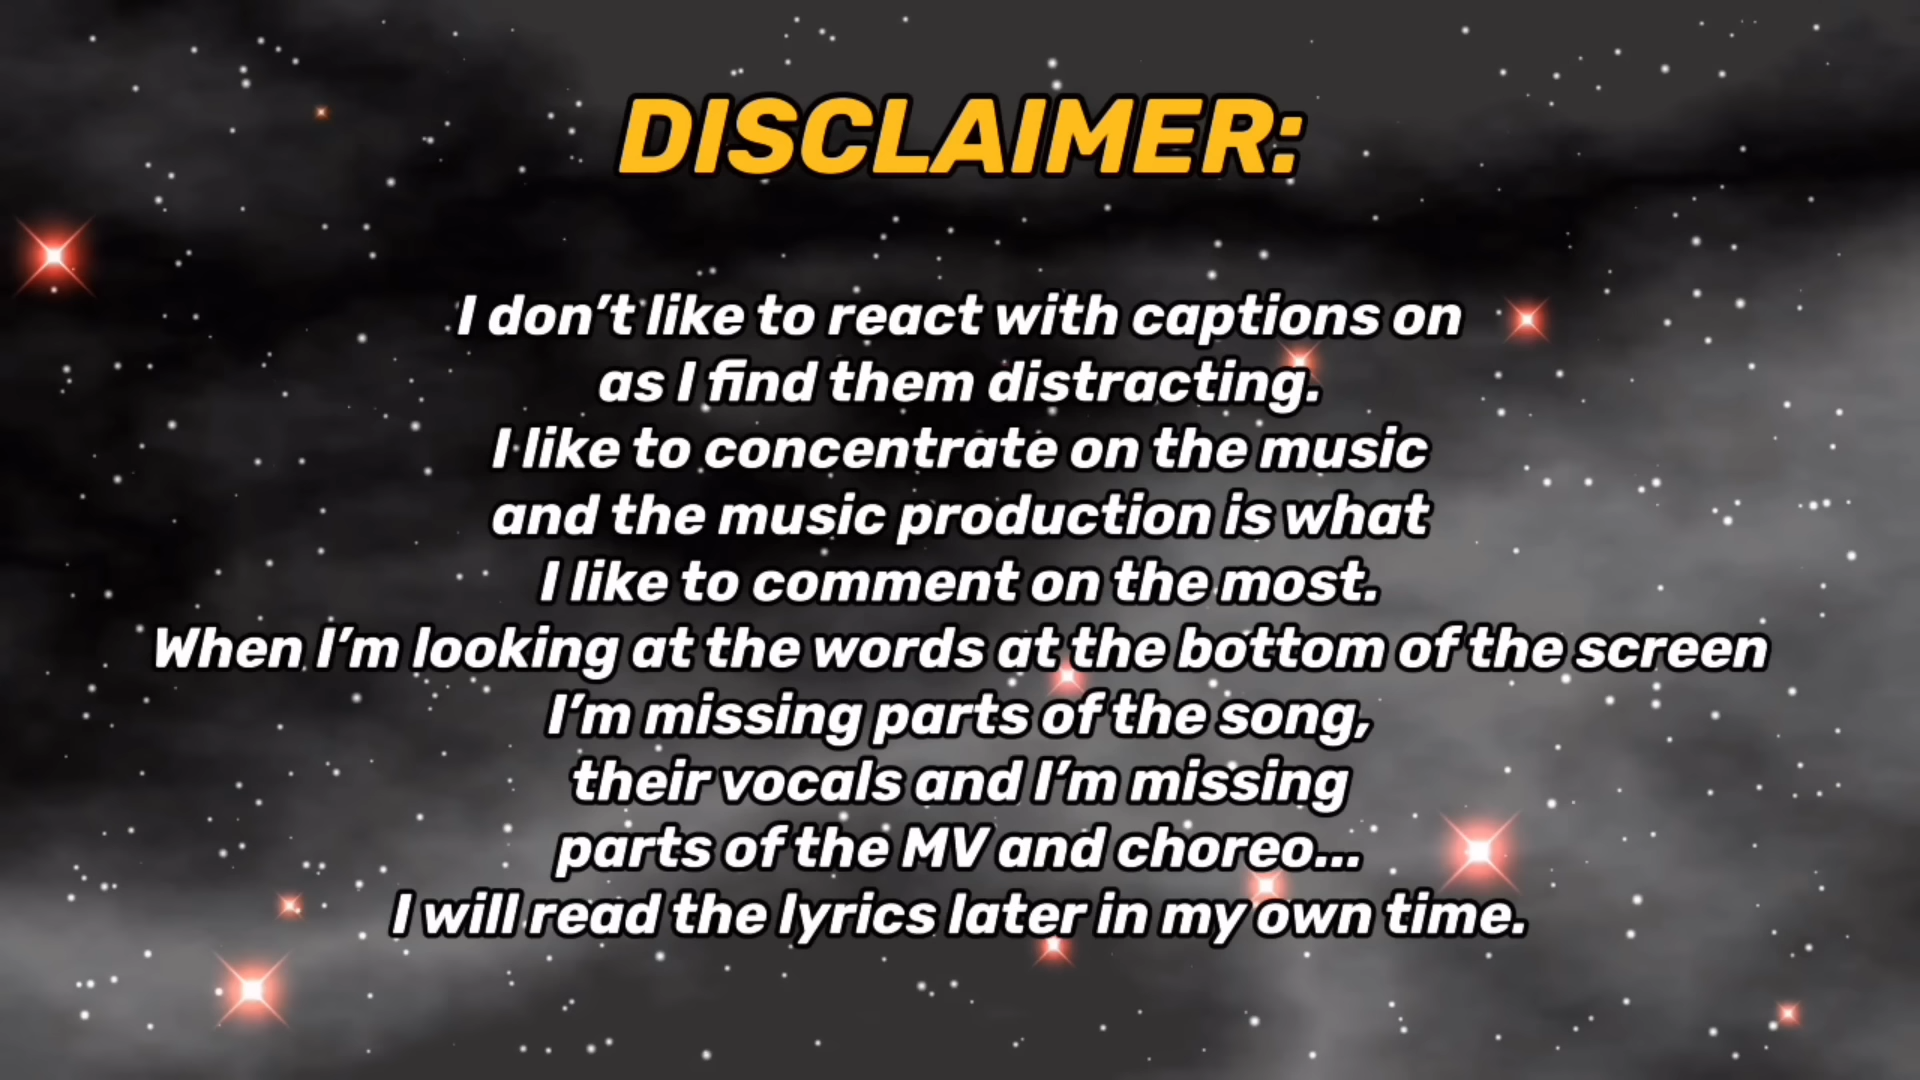 DISCLAIMER:
I don't like to react with captions on
as I find them distracting.
I like to concentrate on the music
and the music production is what
I like to comment on the most.
When I'm looking at the words at the bottom of the screen
I'm missing parts of the song,
their vocals and I'm missing
parts of the MV and choreo...
I will read the lyrics later in my own time.